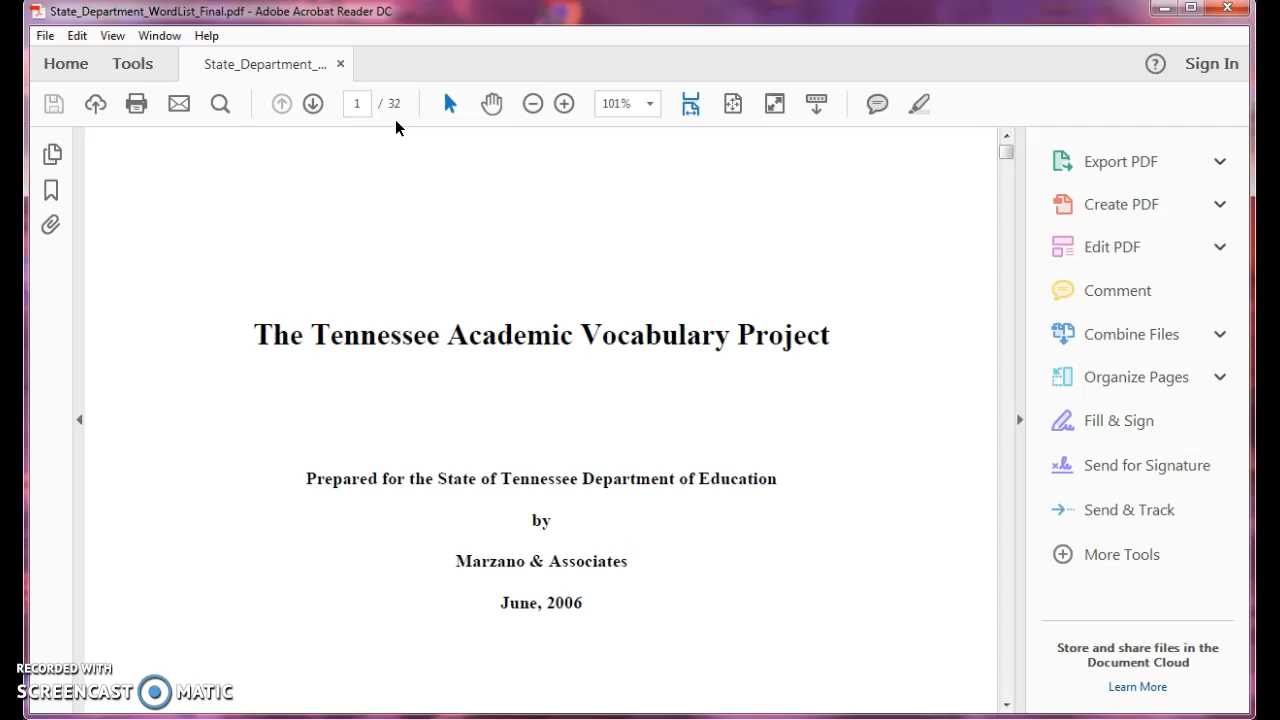 State_Department_WordList_Final.pdf - Adobe Acrobat Reader DC
File Edit View Window Help
Home Tools State_Department_... × ? Sign In
1 / 32 101%
Export PDF
Create PDF
Edit PDF
Comment
Combine Files
Organize Pages
Fill & Sign
Send for Signature
Send & Track
More Tools
Store and share files in the
Document Cloud
Learn More
The Tennessee Academic Vocabulary Project
Prepared for the State of Tennessee Department of Education
by
Marzano & Associates
June, 2006
RECORDED WITH
SCREENCAST MATIC